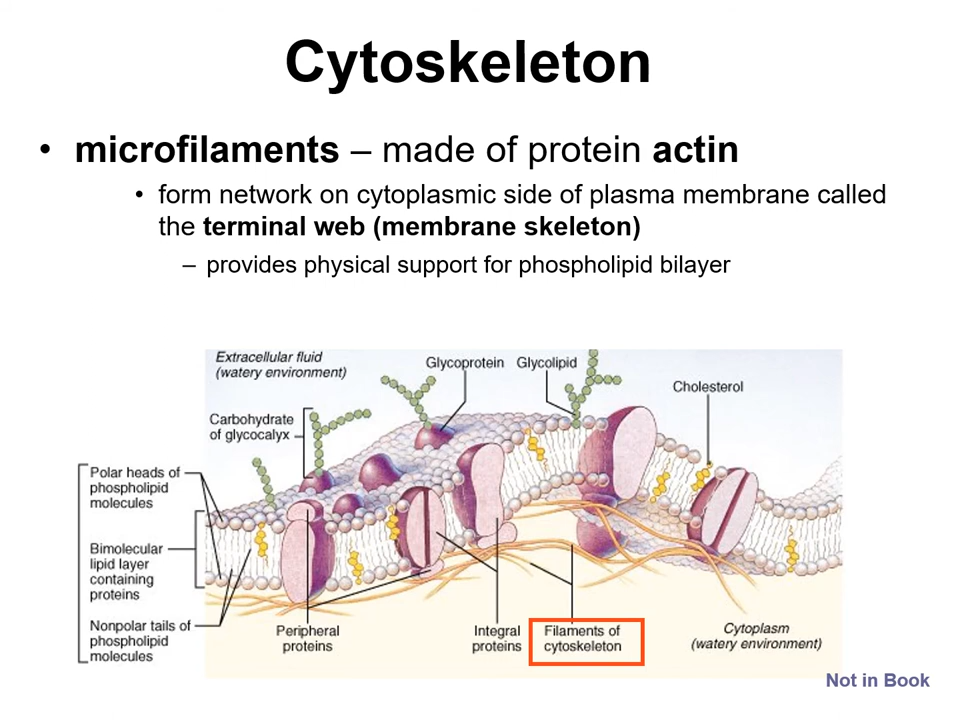 Cytoskeleton
• microfilaments – made of protein actin
• form network on cytoplasmic side of plasma membrane called
the terminal web (membrane skeleton)
– provides physical support for phospholipid bilayer
Extracellular fluid
(watery environment)
Glycoprotein
Glycolipid
Cholesterol
Carbohydrate
of glycocalyx
Polar heads of
phospholipid
molecules
Bimolecular
lipid layer
containing
proteins
Nonpolar tails of
phospholipid
molecules
Peripheral
proteins
Integral
proteins
Filaments of
cytoskeleton
Cytoplasm
(watery environment)
Not in Book